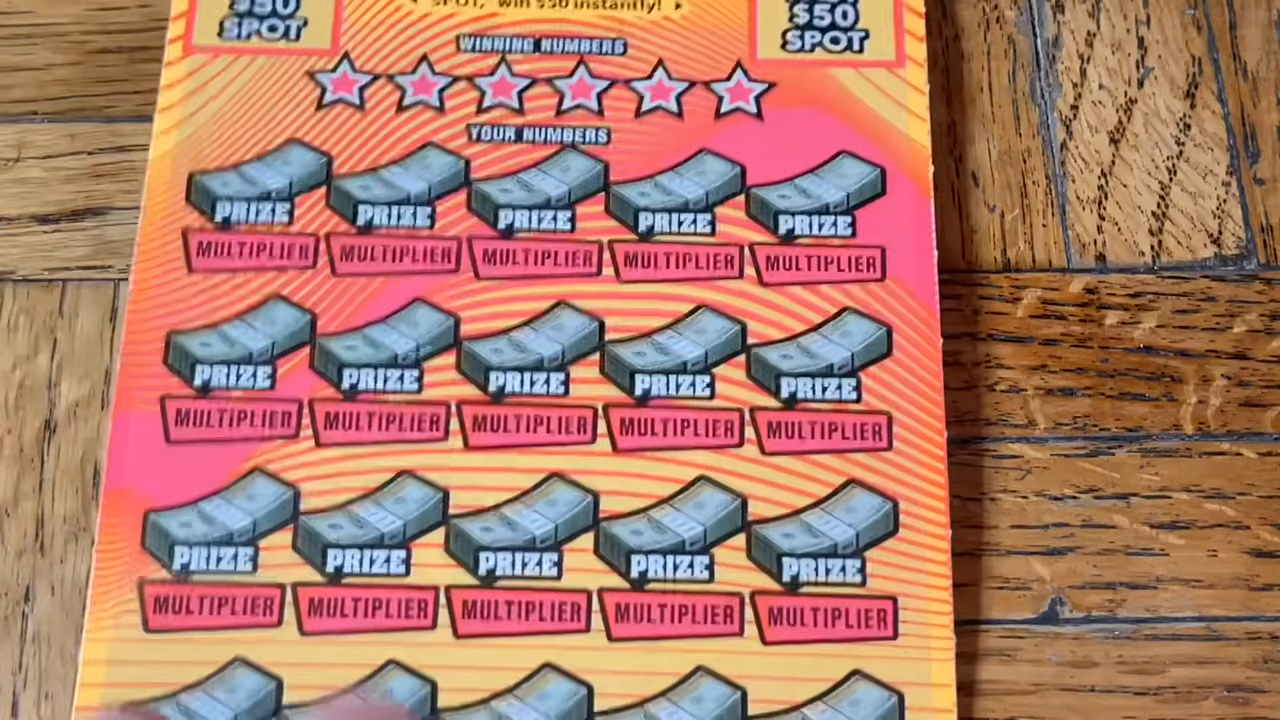 $50
SPOT
SPOT," win $50 instantly!
$50
SPOT
WINNING NUMBERS
YOUR NUMBERS
PRIZE PRIZE PRIZE PRIZE PRIZE
MULTIPLIER MULTIPLIER MULTIPLIER MULTIPLIER MULTIPLIER
PRIZE PRIZE PRIZE PRIZE PRIZE
MULTIPLIER MULTIPLIER MULTIPLIER MULTIPLIER MULTIPLIER
PRIZE PRIZE PRIZE PRIZE PRIZE
MULTIPLIER MULTIPLIER MULTIPLIER MULTIPLIER MULTIPLIER